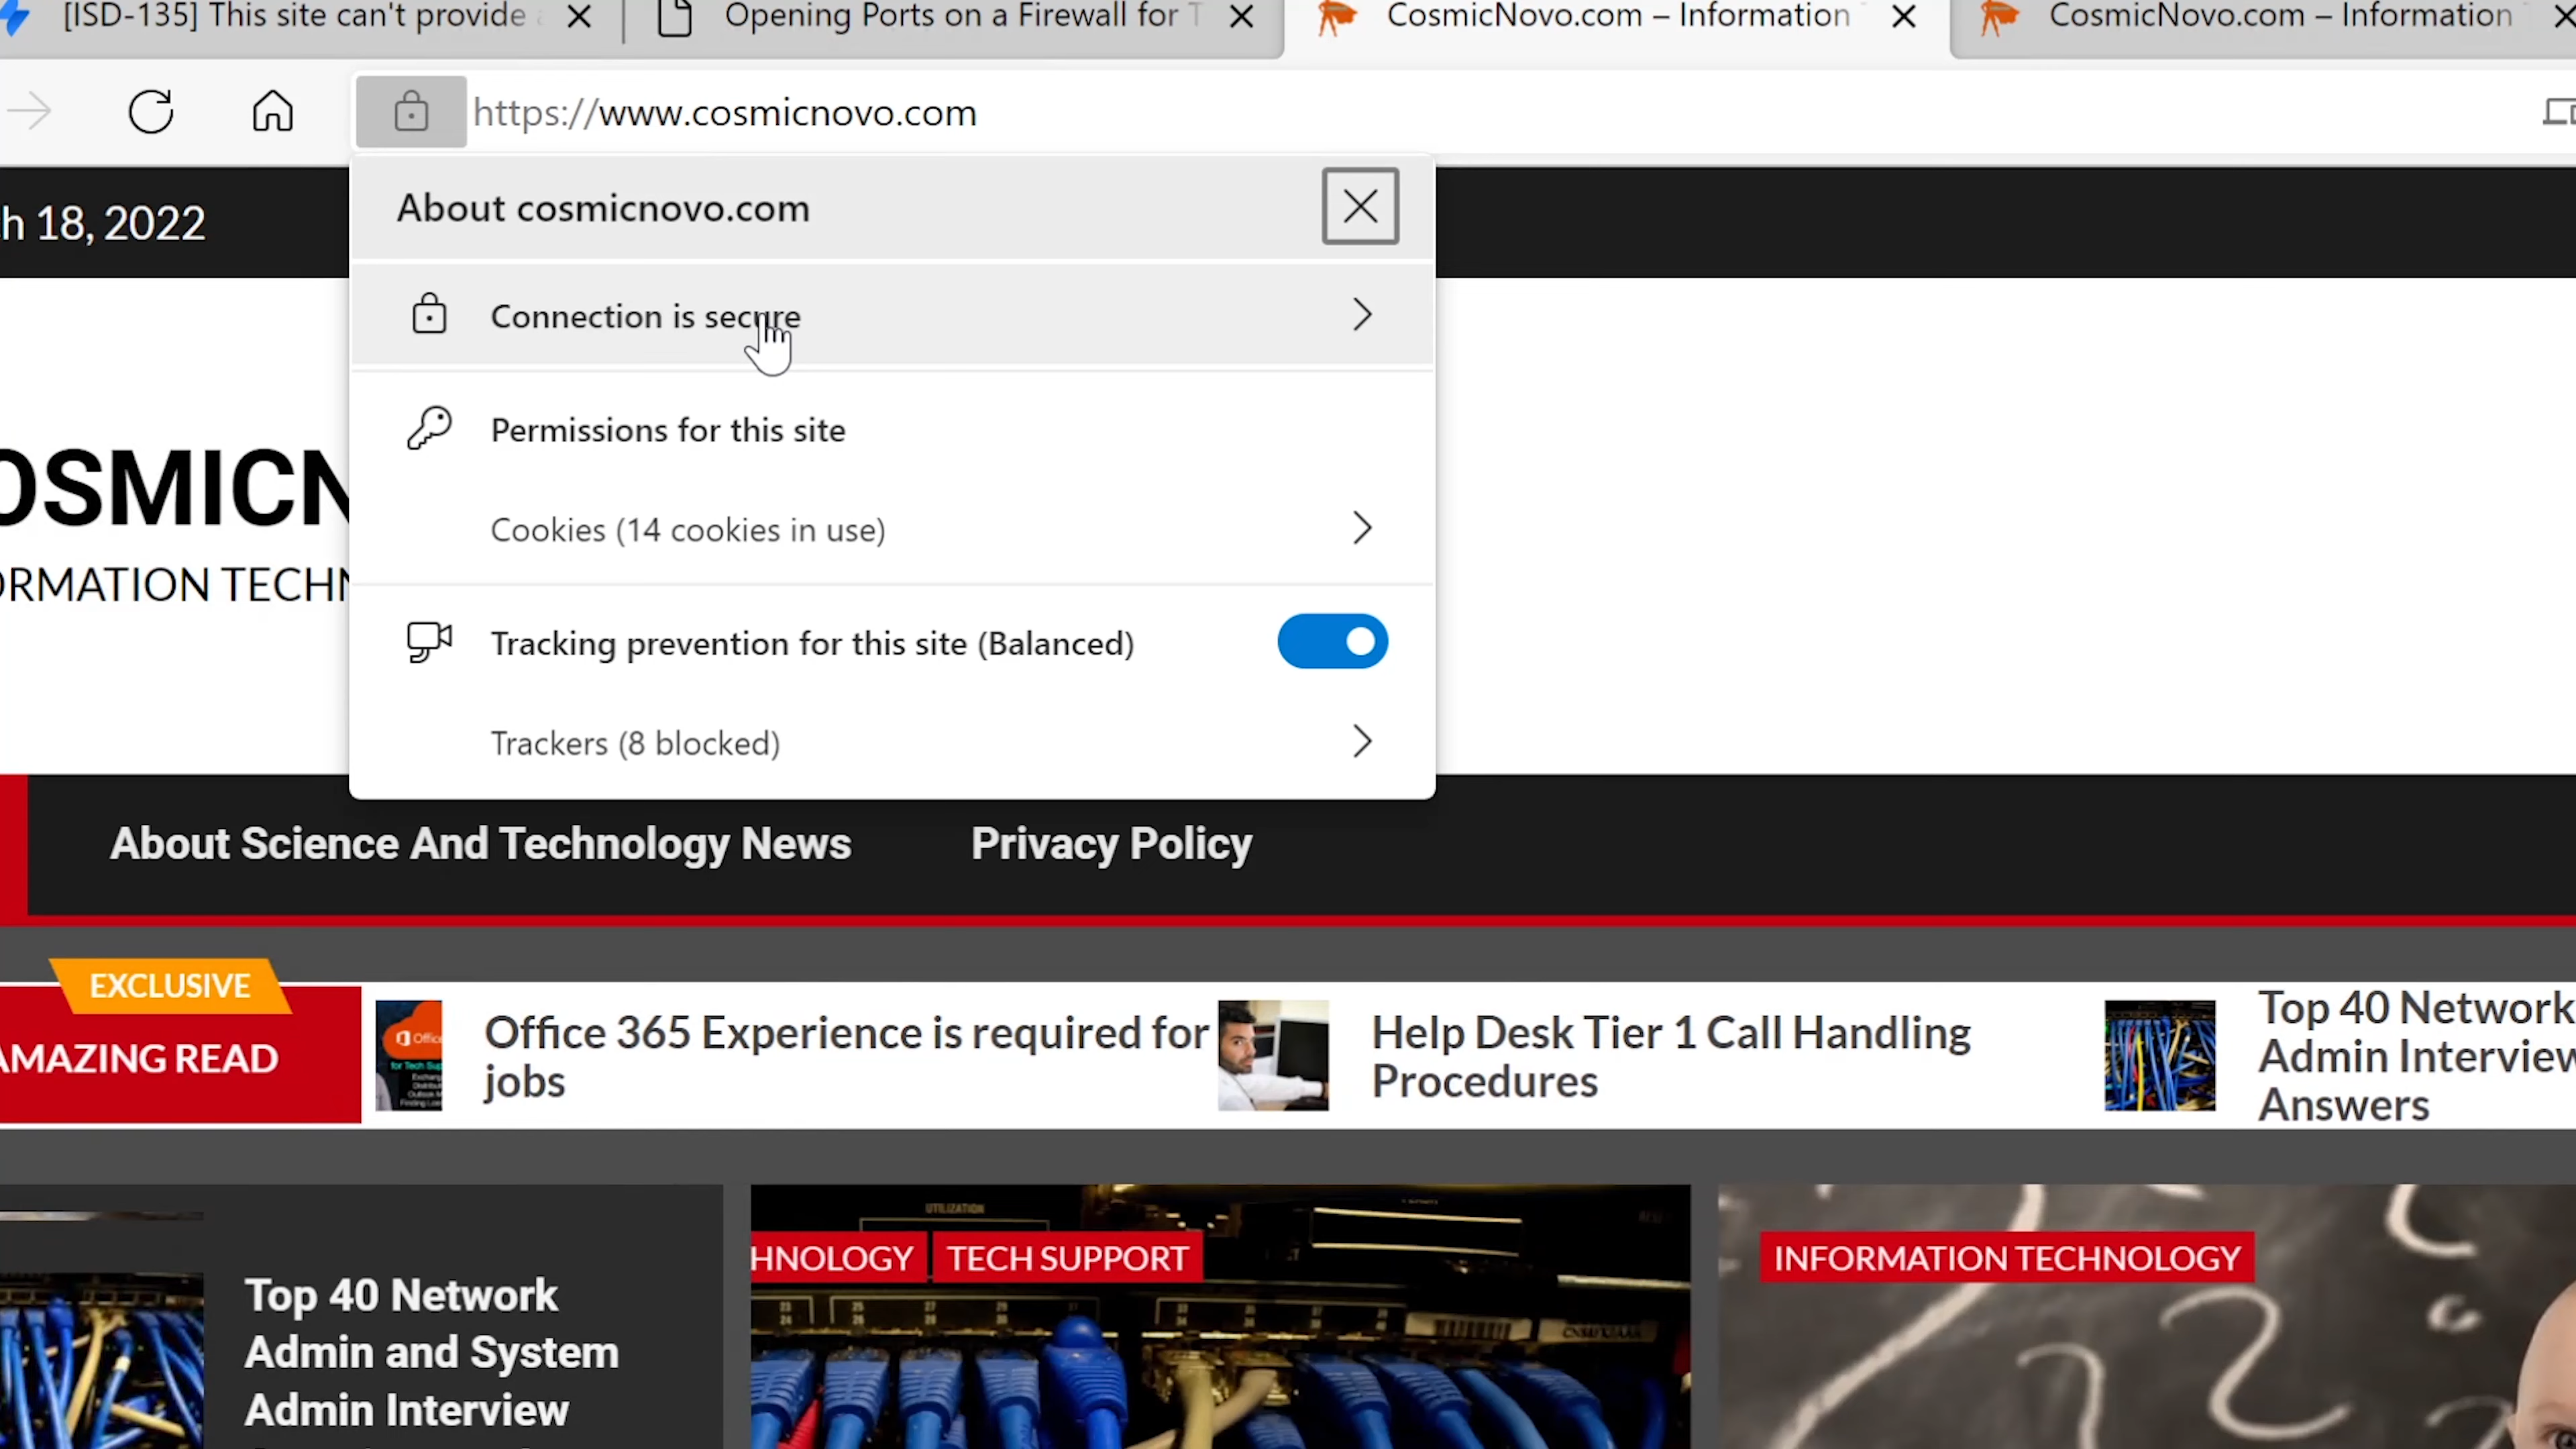 [ISD-135] This site can't provide
Opening Ports on a Firewall for T
CosmicNovo.com – Information
CosmicNovo.com – Information
https://www.cosmicnovo.com
About cosmicnovo.com
h 18, 2022
Connection is secure
Permissions for this site
Cookies (14 cookies in use)
OSMICN
ORMATION TECHN
Tracking prevention for this site (Balanced)
Trackers (8 blocked)
About Science And Technology News
Privacy Policy
EXCLUSIVE
AMAZING READ
Office
for Tech Sup
Office 365 Experience is required for
jobs
Help Desk Tier 1 Call Handling
Procedures
Top 40 Network
Admin Interview
Answers
Top 40 Network
Admin and System
Admin Interview
UTILIZATION
HNOLOGY
TECH SUPPORT
INFORMATION TECHNOLOGY